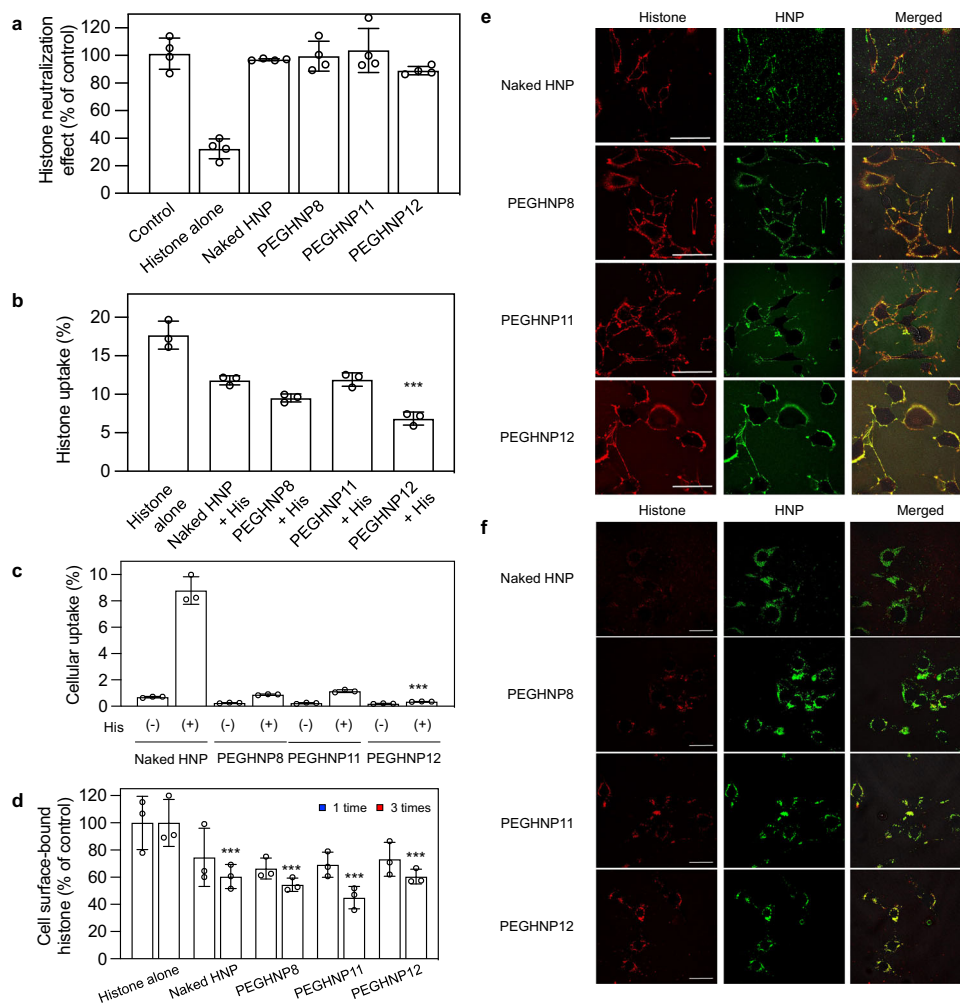 a
Histone neutralization
effect (% of control)
120
100
80
60
40
20
0
Control
Histone alone
Naked HNP
PEGHNP8
PEGHNP11
PEGHNP12
b
Histone uptake (%)
20
15
10
5
0
Histone
alone
Naked HNP
+ His
PEGHNP8
+ His
PEGHNP11
+ His
PEGHNP12
+ His
***
c
Cellular uptake (%)
10
8
6
4
2
0
***
His (-) (+) (-) (+) (-) (+) (-) (+)
Naked HNP PEGHNP8 PEGHNP11 PEGHNP12
d
Cell surface-bound
histone (% of control)
120
100
80
60
40
20
0
1 time 3 times
*** *** *** ***
Histone alone
Naked HNP
PEGHNP8
PEGHNP11
PEGHNP12
e
Histone HNP Merged
Naked HNP
PEGHNP8
PEGHNP11
PEGHNP12
f
Histone HNP Merged
Naked HNP
PEGHNP8
PEGHNP11
PEGHNP12